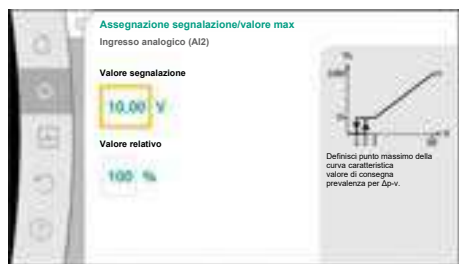 Assegnazione segnalazione/valore max
Ingresso analogico (AI2)
Valore segnalazione
10,00 V
Valore relativo
100 %
Definisci punto massimo della
curva caratteristica
valore di consegna
prevalenza per Δp-v.